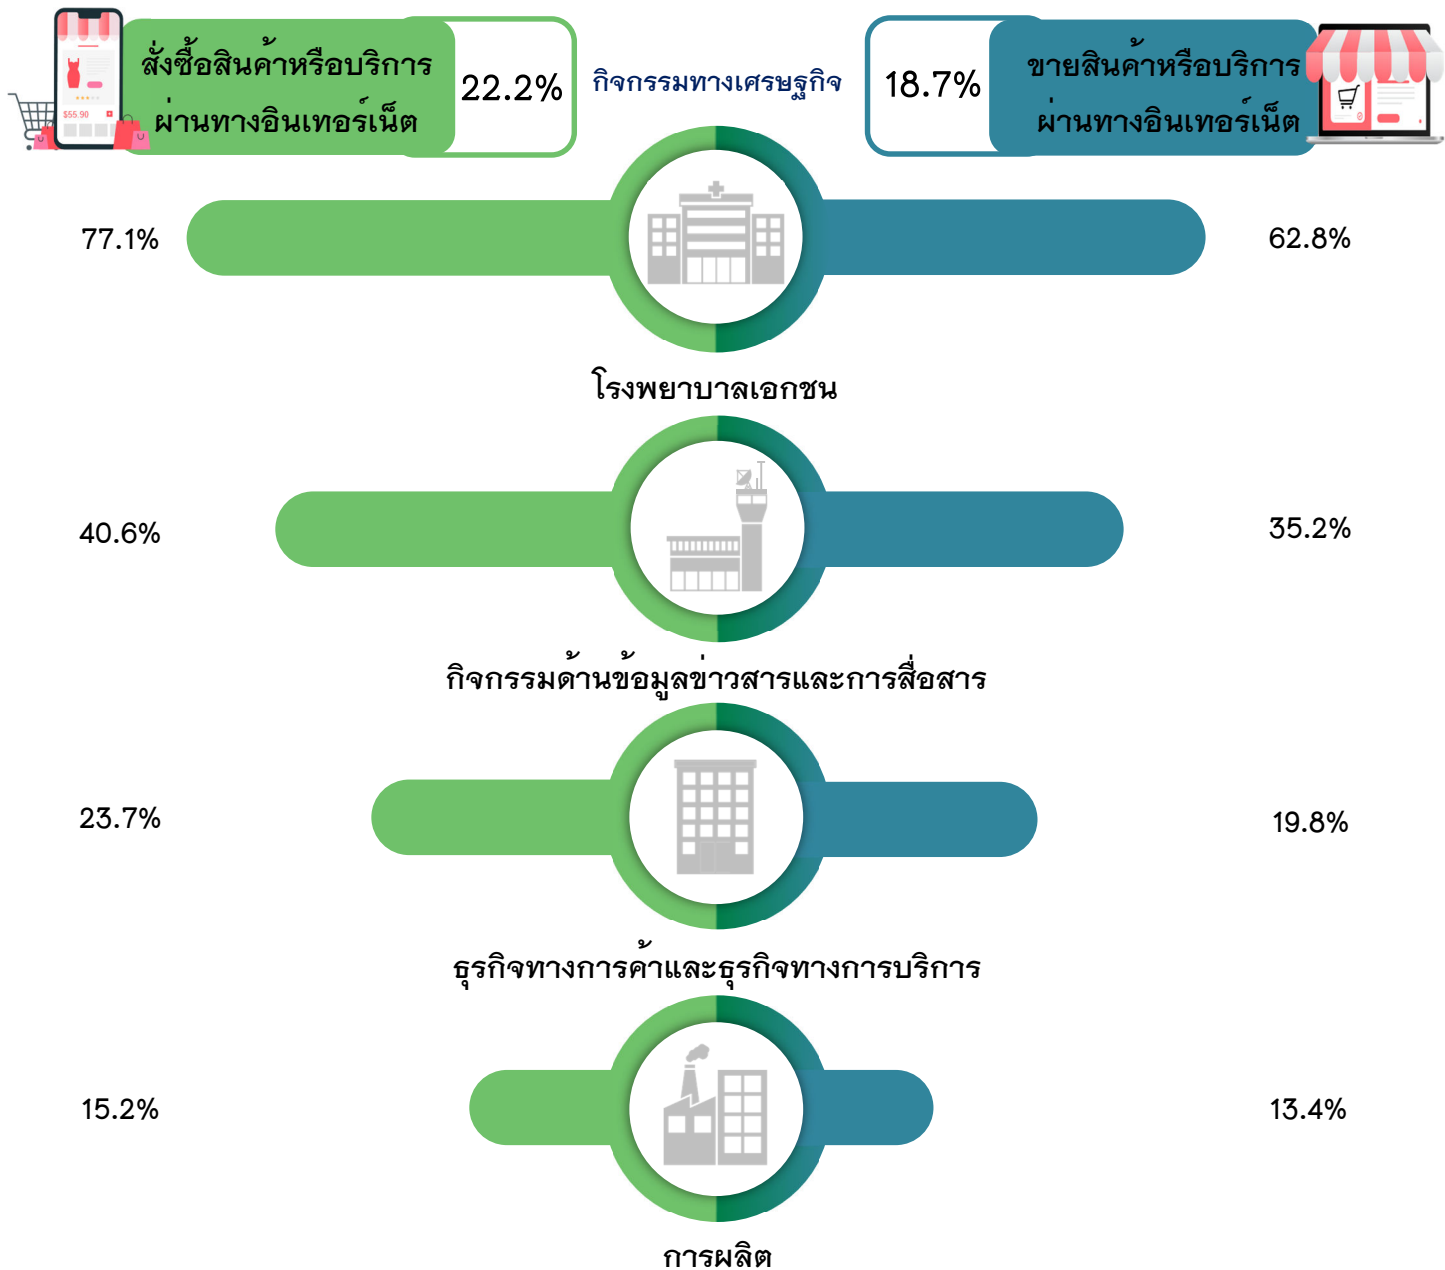 สั่งซื้อสินค้าหรือบริการ
ผ่านทางอินเทอร์เน็ต
22.2%
กิจกรรมทางเศรษฐกิจ
18.7%
ขายสินค้าหรือบริการ
ผ่านทางอินเทอร์เน็ต
$55.90
77.1%
62.8%
โรงพยาบาลเอกชน
40.6%
35.2%
กิจกรรมด้านข้อมูลข่าวสารและการสื่อสาร
23.7%
19.8%
ธุรกิจทางการค้าและธุรกิจทางการบริการ
15.2%
13.4%
การผลิต